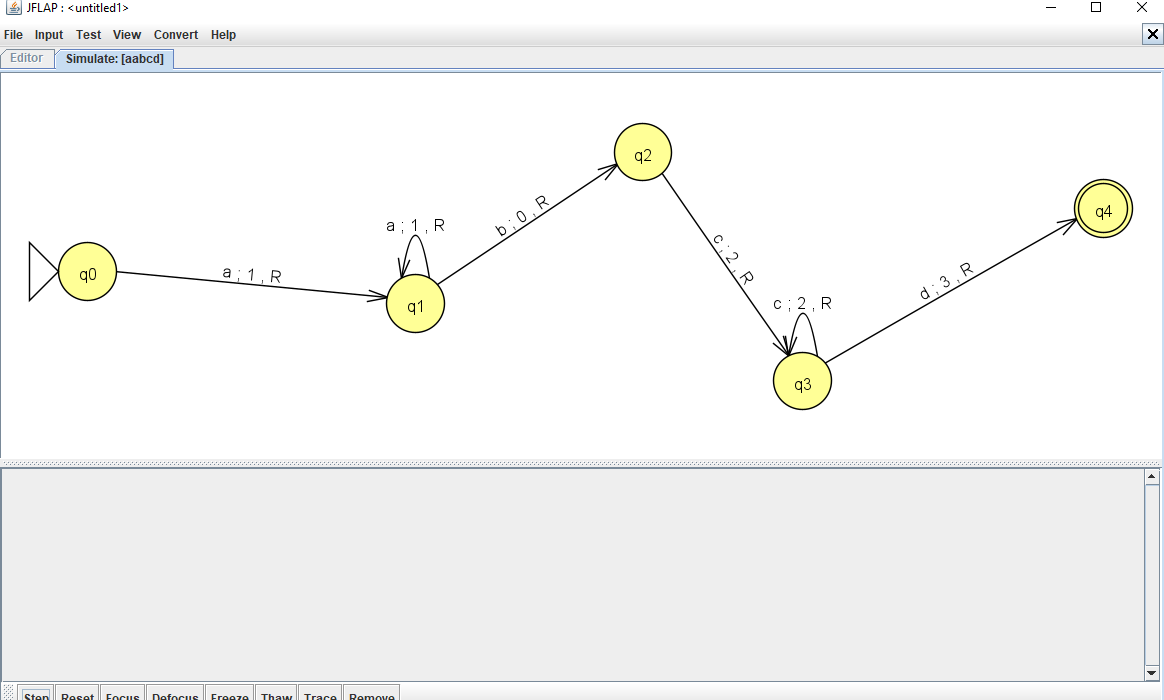 JFLAP : <untitled1>
File Input Test View Convert Help
Editor Simulate: [aabcd]
q2
q4
a ; 1 , R
b ; 0 , R
q0
a ; 1 , R
c ; 2 , R
d ; 3 , R
q1
c ; 2 , R
q3
Step Reset Focus Defocus Freeze Thaw Trace Remove